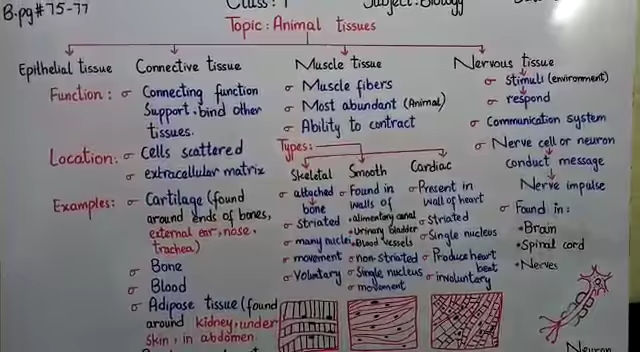 B.pg#75-77
Class: 
Subject: Biology
Topic: Animal tissues
Epithelial tissue
Connective tissue
Function: Connecting function
Support, bind other
tissues.
Location: Cells scattered
extracellular matrix
Examples: Cartilage (found
around ends of bones,
external ear, nose,
trachea)
Bone
Blood
Adipose tissue (found
around kidney, under
skin, in abdomen
Muscle tissue
Muscle fibers
Most abundant (Animal)
Ability to contract
Types:
Skeletal
attached
bone
striated
many nuclei
movement
Voluntary
Smooth
Found in
walls of
alimentary canal
Urinary bladder
Blood vessels
non-striated
Single nucleus
movement
Cardiac
Present in
wall of heart
Striated
Single nucleus
Produce heart
beat
involuntary
Nervous tissue
Stimuli (environment)
respond
Communication system
Nerve cell or neuron
conduct message
Nerve impulse
Found in:
Brain
Spinal cord
Nerves
Neuron